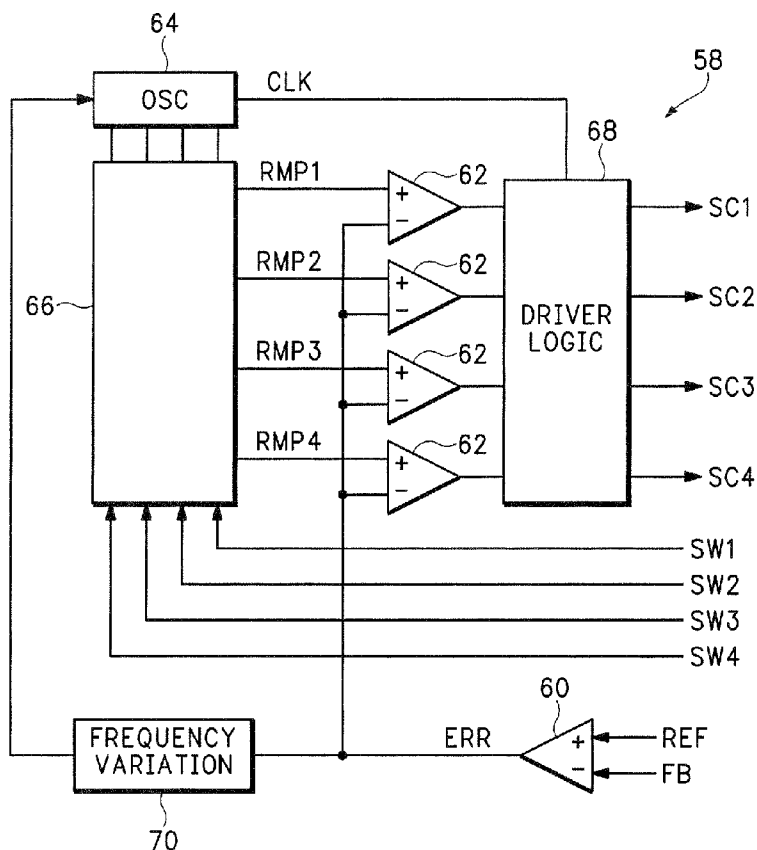 64
OSC
CLK
58
68
RMP1
62
SC1
RMP2
62
SC2
66
DRIVER
LOGIC
RMP3
62
SC3
RMP4
62
SC4
+
−
+
−
+
−
+
−
SW1
SW2
SW3
SW4
60
FREQUENCY
VARIATION
ERR
+
−
REF
FB
70